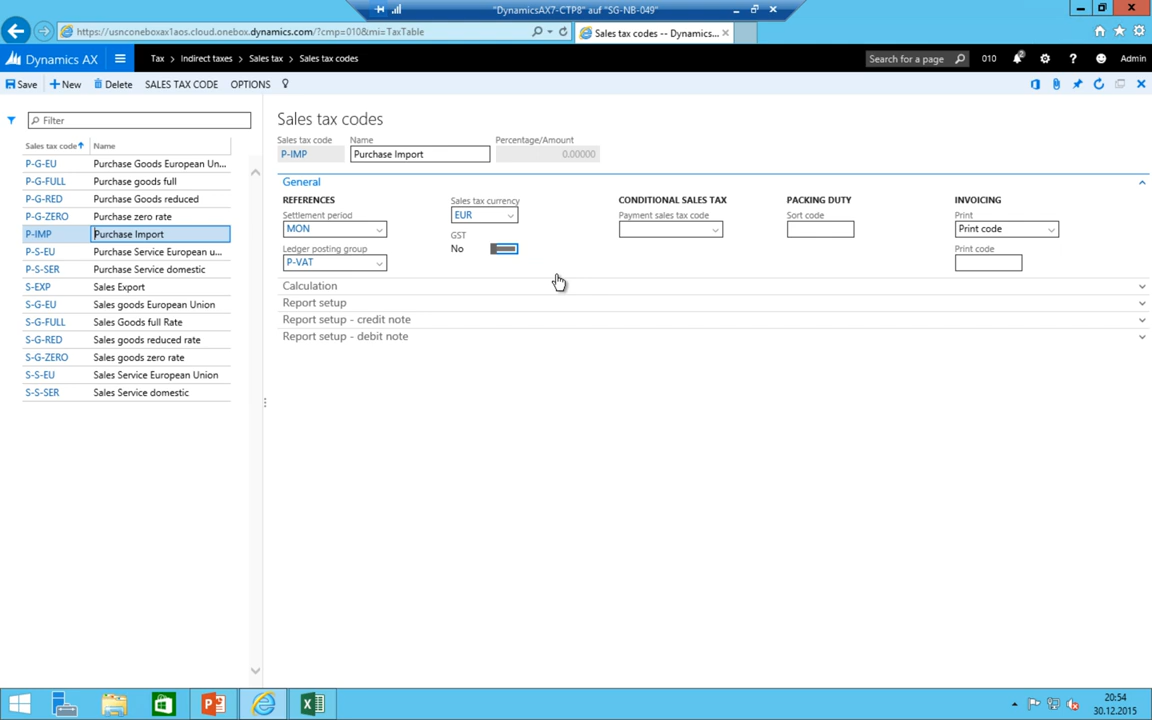 "DynamicsAX7-CTP8" auf "SG-NB-049"
https://usnconeboxax1aos.cloud.onebox.dynamics.com/?cmp=010&mi=TaxTable
Sales tax codes -- Dynamics...
Dynamics AX
Tax > Indirect taxes > Sales tax > Sales tax codes
Search for a page
010
2
?
Admin
Save
+ New
Delete
SALES TAX CODE
OPTIONS
Filter
Sales tax code
Name
P-G-EU Purchase Goods European Un...
P-G-FULL Purchase goods full
P-G-RED Purchase Goods reduced
P-G-ZERO Purchase zero rate
P-IMP Purchase Import
P-S-EU Purchase Service European u...
P-S-SER Purchase Service domestic
S-EXP Sales Export
S-G-EU Sales goods European Union
S-G-FULL Sales Goods full Rate
S-G-RED Sales goods reduced rate
S-G-ZERO Sales goods zero rate
S-S-EU Sales Service European Union
S-S-SER Sales Service domestic
Sales tax codes
Sales tax code Name Percentage/Amount
P-IMP Purchase Import 0.00000
General
REFERENCES
Settlement period
MON
Ledger posting group
P-VAT
Sales tax currency
EUR
GST
No
CONDITIONAL SALES TAX
Payment sales tax code
PACKING DUTY
Sort code
INVOICING
Print
Print code
Print code
Calculation
Report setup
Report setup - credit note
Report setup - debit note
20:54
30.12.2015